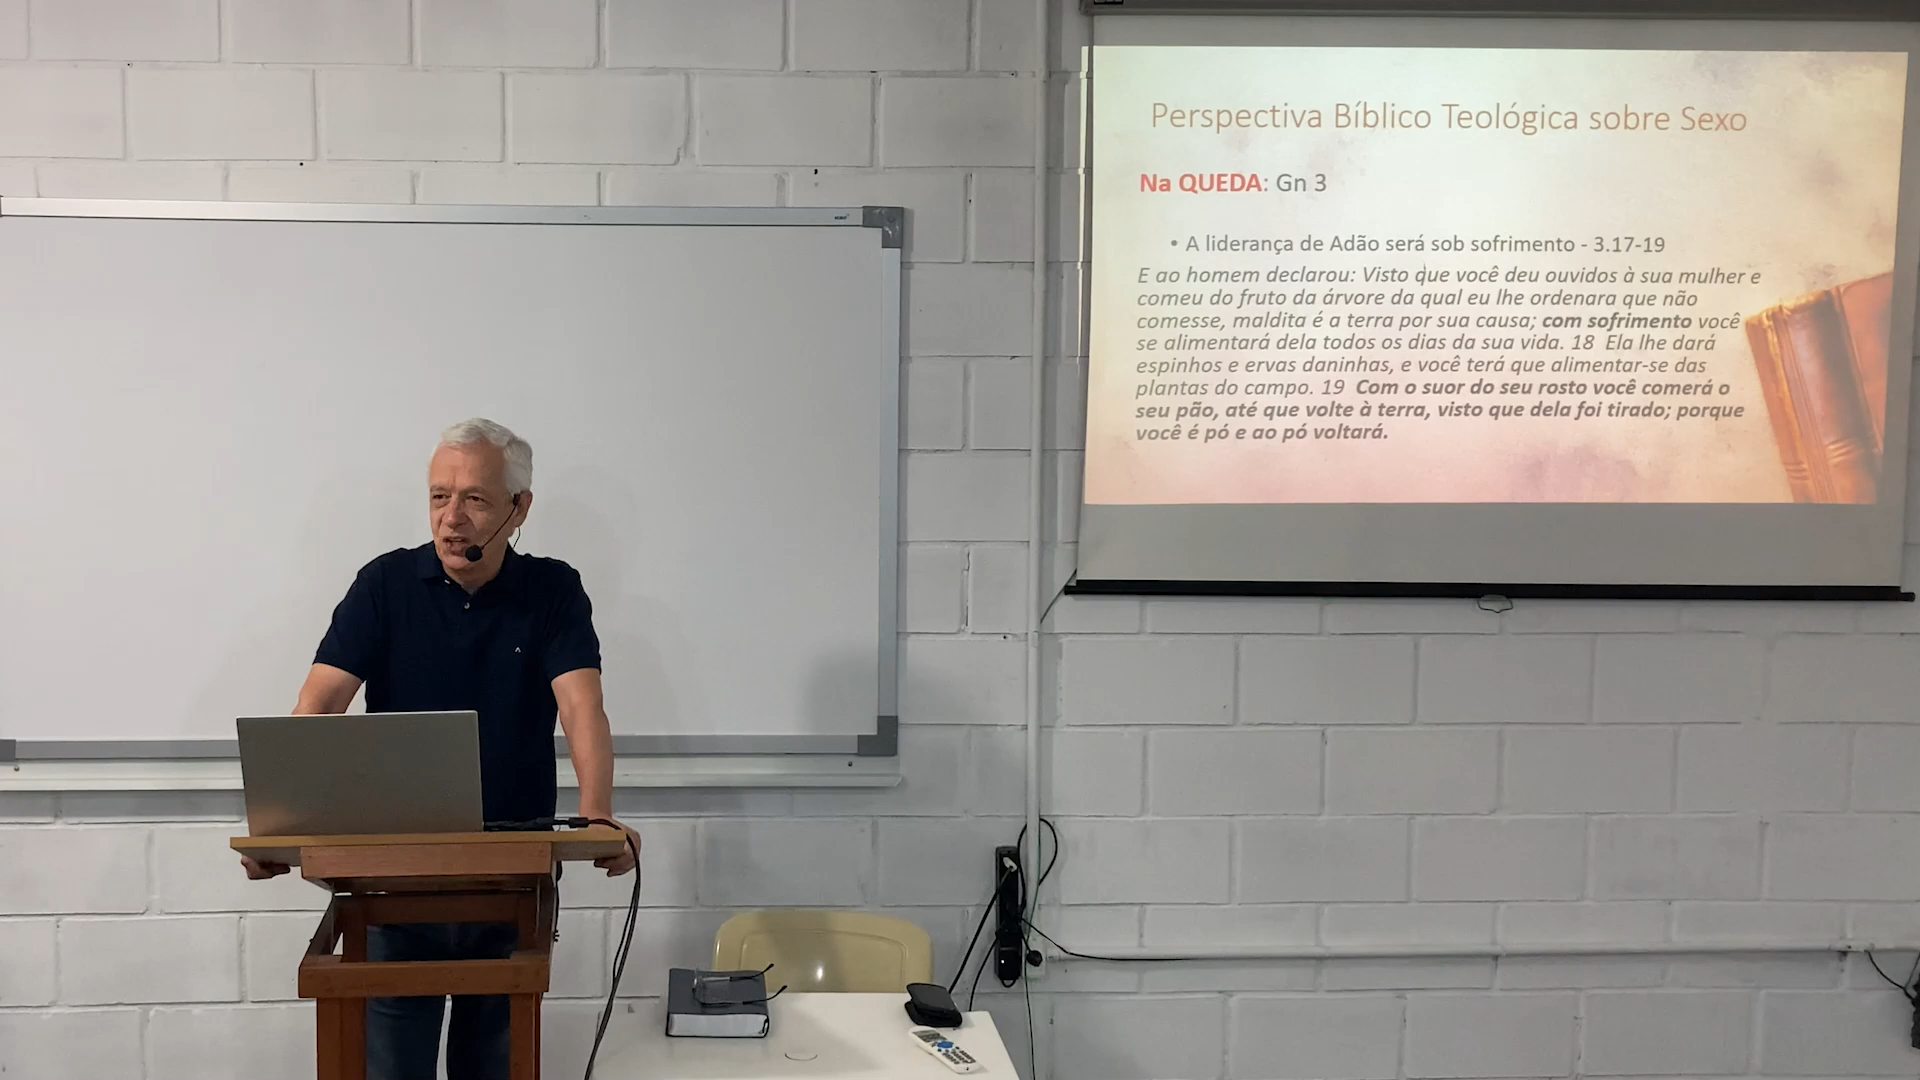 Perspectiva Bíblico Teológica sobre Sexo
Na QUEDA: Gn 3
• A liderança de Adão será sob sofrimento - 3.17-19
E ao homem declarou: Visto que você deu ouvidos à sua mulher e
comeu do fruto da árvore da qual eu lhe ordenara que não
comesse, maldita é a terra por sua causa; com sofrimento você
se alimentará dela todos os dias da sua vida. 18 Ela lhe dará
espinhos e ervas daninhas, e você terá que alimentar-se das
plantas do campo. 19 Com o suor do seu rosto você comerá o
seu pão, até que volte à terra, visto que dela foi tirado; porque
você é pó e ao pó voltará.